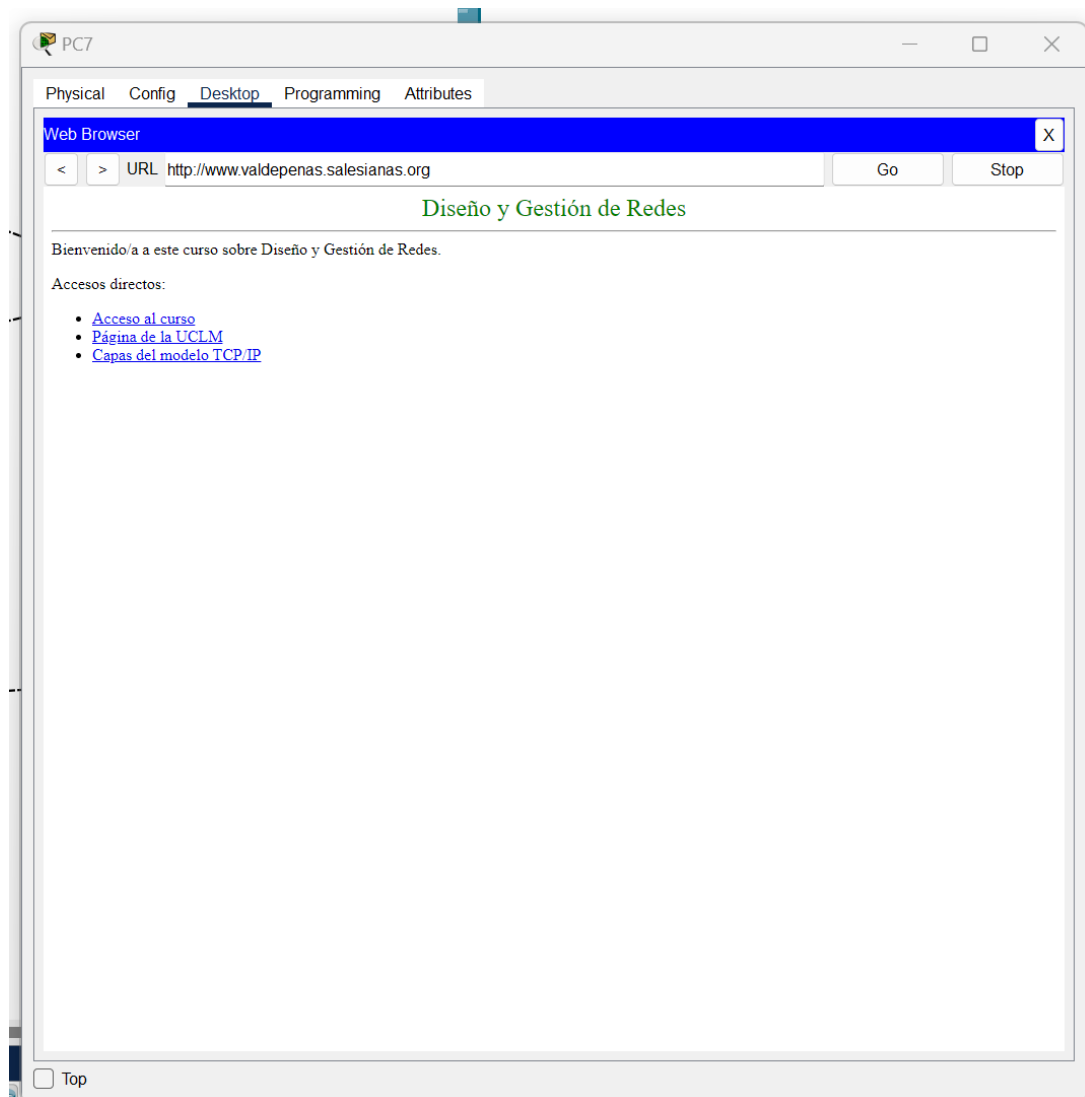 PC7
Physical Config Desktop Programming Attributes
Web Browser
X
< > URL http://www.valdepenas.salesianas.org Go Stop
Diseño y Gestión de Redes
Bienvenido/a a este curso sobre Diseño y Gestión de Redes.
Accesos directos:
Acceso al curso
Página de la UCLM
Capas del modelo TCP/IP
Top